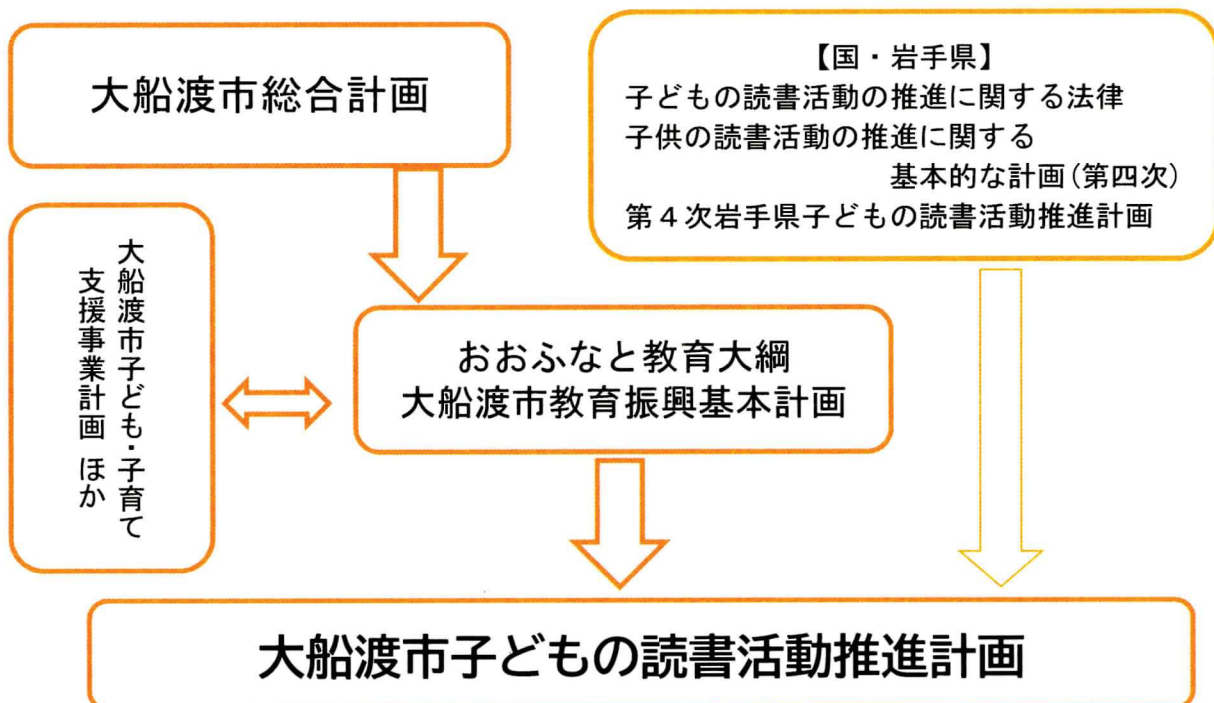 大船渡市総合計画
【国・岩手県】
子どもの読書活動の推進に関する法律
子供の読書活動の推進に関する
基本的な計画(第四次)
第4次岩手県子どもの読書活動推進計画
大船渡市子ども・子育て
支援事業計画 ほか
おおふなと教育大綱
大船渡市教育振興基本計画
大船渡市子どもの読書活動推進計画